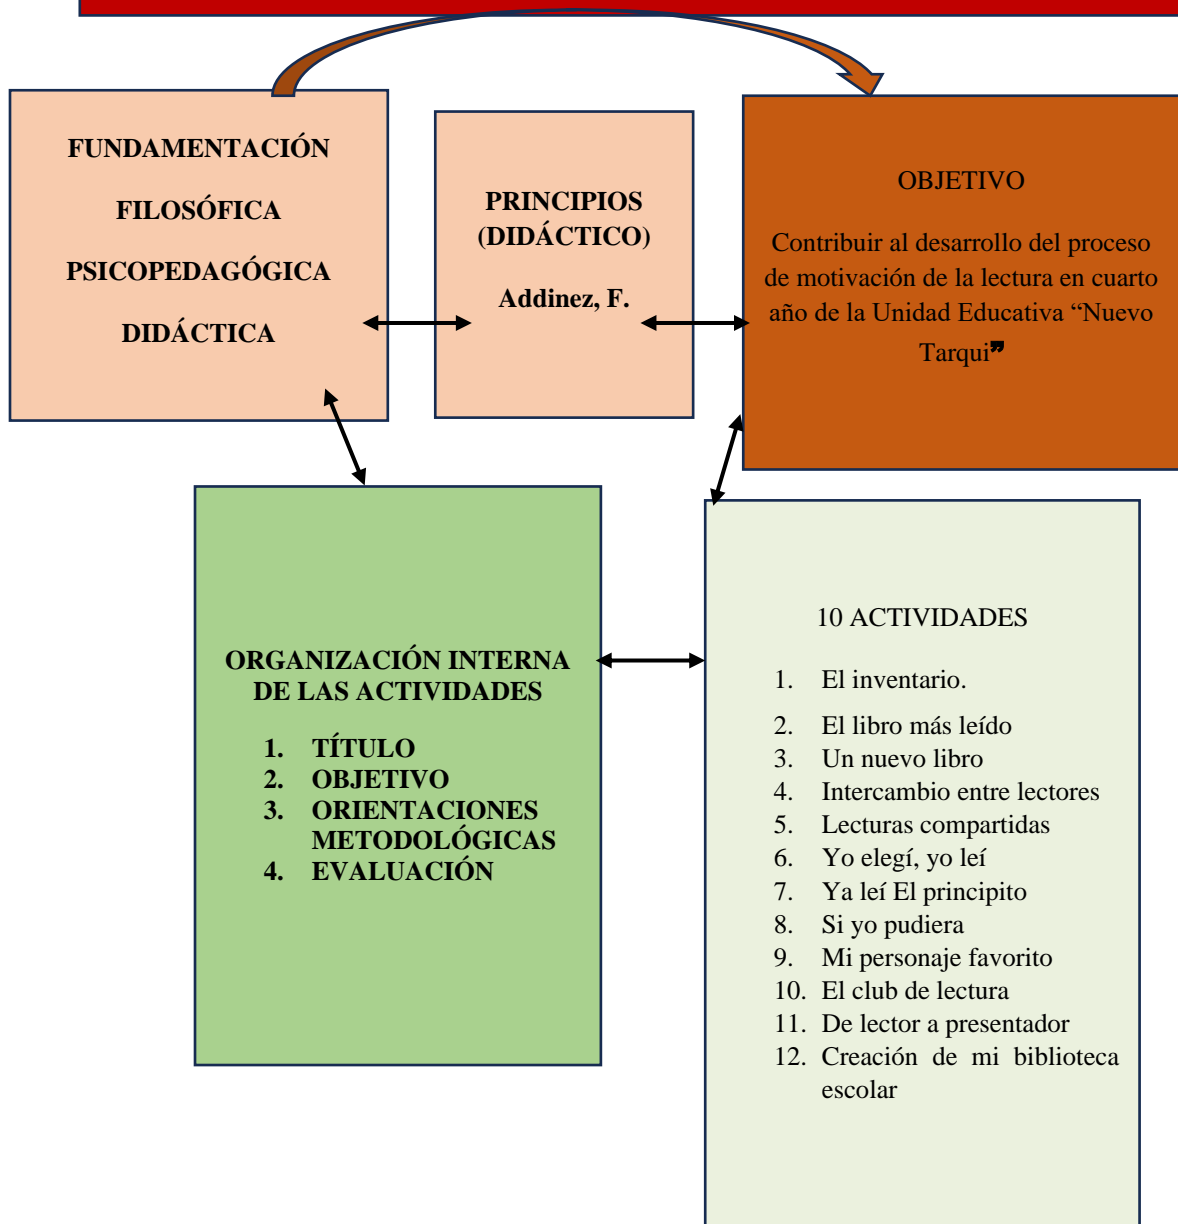 FUNDAMENTACIÓN
FILOSÓFICA
PSICOPEDAGÓGICA
DIDÁCTICA
PRINCIPIOS
(DIDÁCTICO)
Addinez, F.
OBJETIVO
Contribuir al desarrollo del proceso
de motivación de la lectura en cuarto
año de la Unidad Educativa “Nuevo
Tarqui”
ORGANIZACIÓN INTERNA
DE LAS ACTIVIDADES
1. TÍTULO
2. OBJETIVO
3. ORIENTACIONES
METODOLÓGICAS
4. EVALUACIÓN
10 ACTIVIDADES
1. El inventario.
2. El libro más leído
3. Un nuevo libro
4. Intercambio entre lectores
5. Lecturas compartidas
6. Yo elegí, yo leí
7. Ya leí El principito
8. Si yo pudiera
9. Mi personaje favorito
10. El club de lectura
11. De lector a presentador
12. Creación de mi biblioteca
escolar